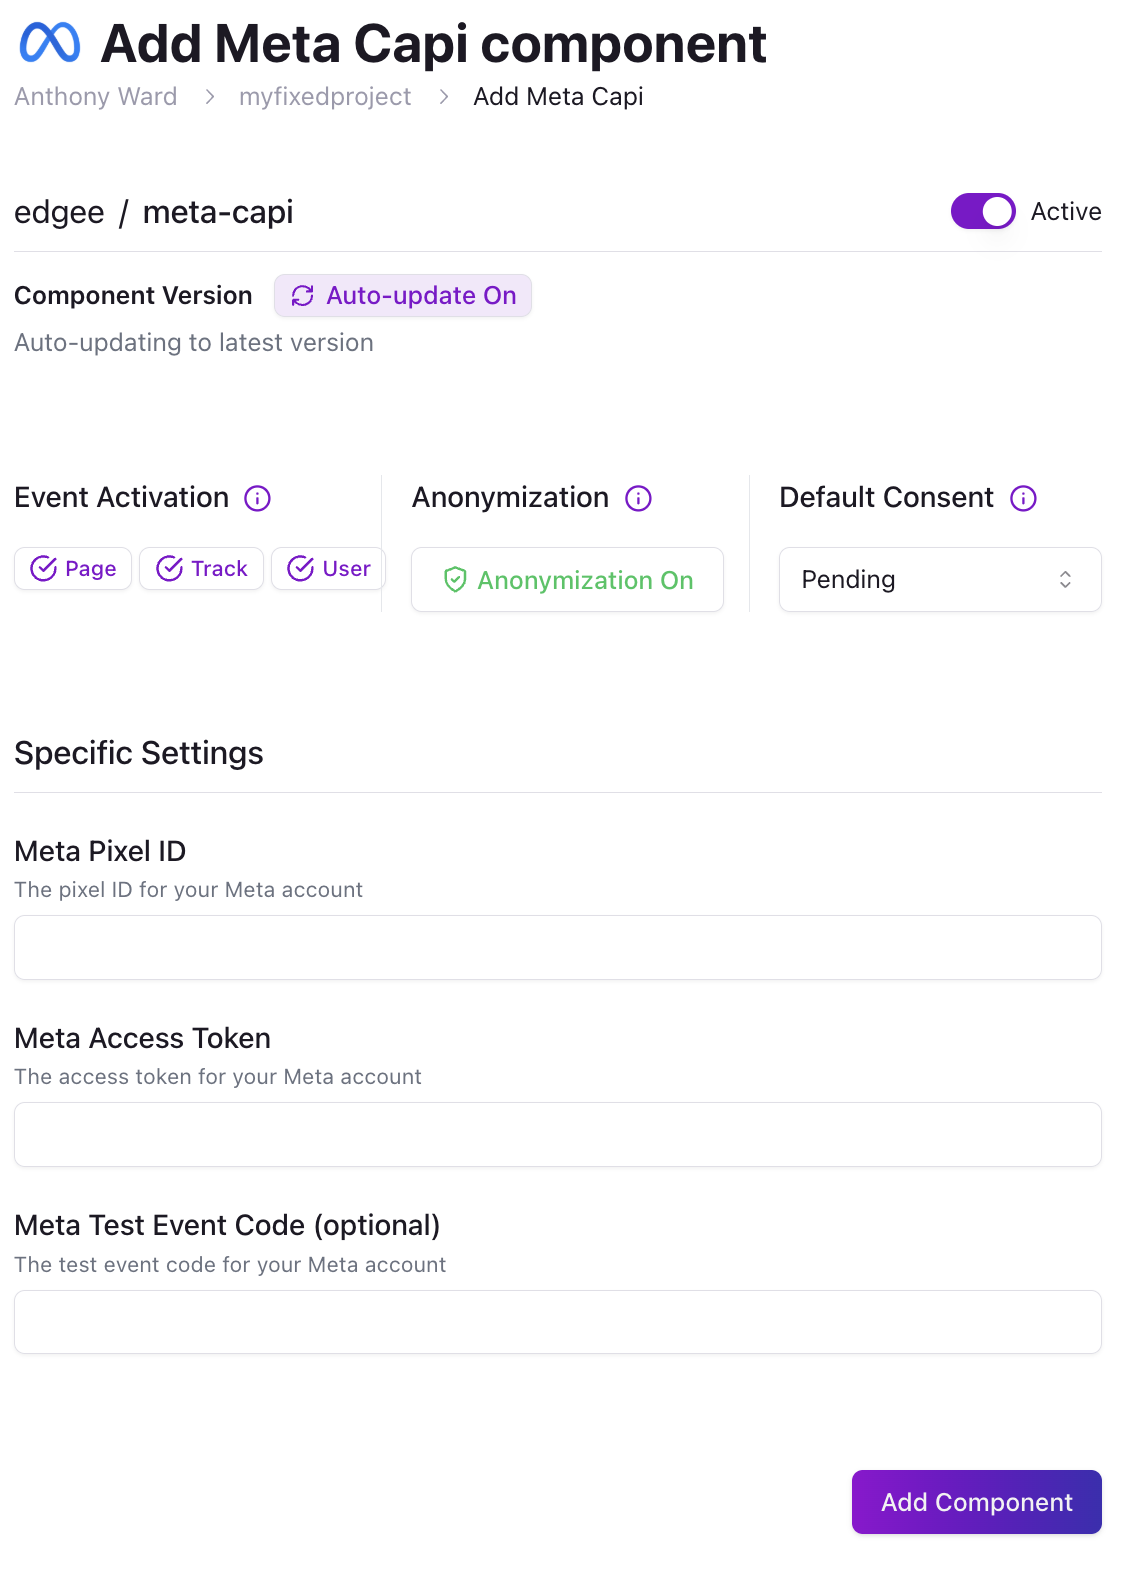 Add Meta Capi component
Anthony Ward > myfixedproject > Add Meta Capi
edgee / meta-capi
Active
Component Version
Auto-update On
Auto-updating to latest version
Event Activation
Page
Track
User
Anonymization
Anonymization On
Default Consent
Pending
Specific Settings
Meta Pixel ID
The pixel ID for your Meta account
Meta Access Token
The access token for your Meta account
Meta Test Event Code (optional)
The test event code for your Meta account
Add Component